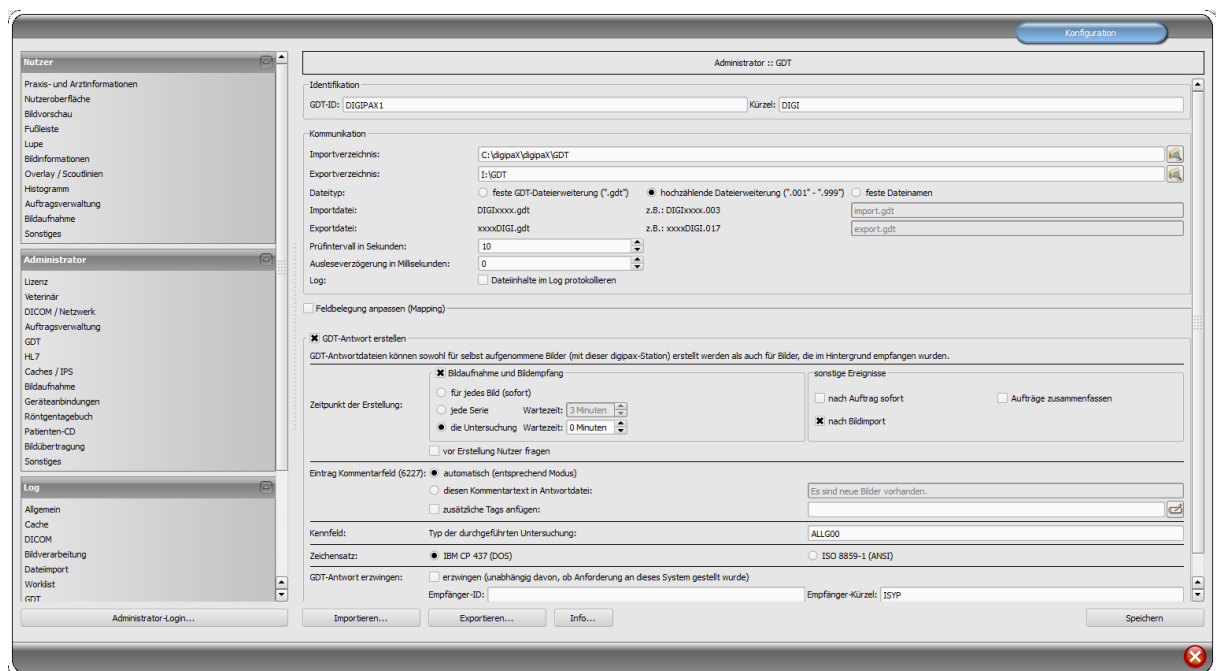 Konfiguration
Nutzer
Praxis- und Arztinformationen
Nutzeroberfläche
Bildvorschau
Fußleiste
Lupe
Bildinformationen
Overlay / Scoutlinien
Histogramm
Auftragsverwaltung
Bildaufnahme
Sonstiges
Administrator
Lizenz
Veterinär
DICOM / Netzwerk
Auftragsverwaltung
GDT
HL7
Caches / IPS
Bildaufnahme
Geräteanbindungen
Röntgentagebuch
Patienten-CD
Bildübertragung
Sonstiges
Log
Allgemein
Cache
DICOM
Bildverarbeitung
Dateiimport
Worklist
GDT
Administrator-Login...
Administrator :: GDT
Identifikation
GDT-ID: DIGIPAX1 Kürzel: DIGI
Kommunikation
Importverzeichnis: C:\digipaX\digipaX\GDT
Exportverzeichnis: I:\GDT
Dateityp: feste GDT-Dateierweiterung (".gdt") hochzählende Dateierweiterung (".001" - ".999") feste Dateinamen
Importdatei: DIGIxxxx.gdt z.B.: DIGIxxxx.003 import.gdt
Exportdatei: xxxxDIGI.gdt z.B.: xxxxDIGI.017 export.gdt
Prüfintervall in Sekunden: 10
Ausleseverzögerung in Millisekunden: 0
Log: Dateiinhalte im Log protokollieren
Feldbelegung anpassen (Mapping)
GDT-Antwort erstellen
GDT-Antwortdateien können sowohl für selbst aufgenommene Bilder (mit dieser digipax-Station) erstellt werden als auch für Bilder, die im Hintergrund empfangen wurden.
Bildaufnahme und Bildempfang sonstige Ereignisse
für jedes Bild (sofort) nach Auftrag sofort Aufträge zusammenfassen
Zeitpunkt der Erstellung: jede Serie Wartezeit: 3 Minuten
nach Bildimport
die Untersuchung Wartezeit: 0 Minuten
vor Erstellung Nutzer fragen
Eintrag Kommentarfeld (6227): automatisch (entsprechend Modus)
diesen Kommentartext in Antwortdatei: Es sind neue Bilder vorhanden.
zusätzliche Tags anfügen:
Kennfeld: Typ der durchgeführten Untersuchung: ALLG00
Zeichensatz: IBM CP 437 (DOS) ISO 8859-1 (ANSI)
GDT-Antwort erzwingen: erzwingen (unabhängig davon, ob Anforderung an dieses System gestellt wurde)
Empfänger-ID: Empfänger-Kürzel: ISYP
Importieren... Exportieren... Info... Speichern